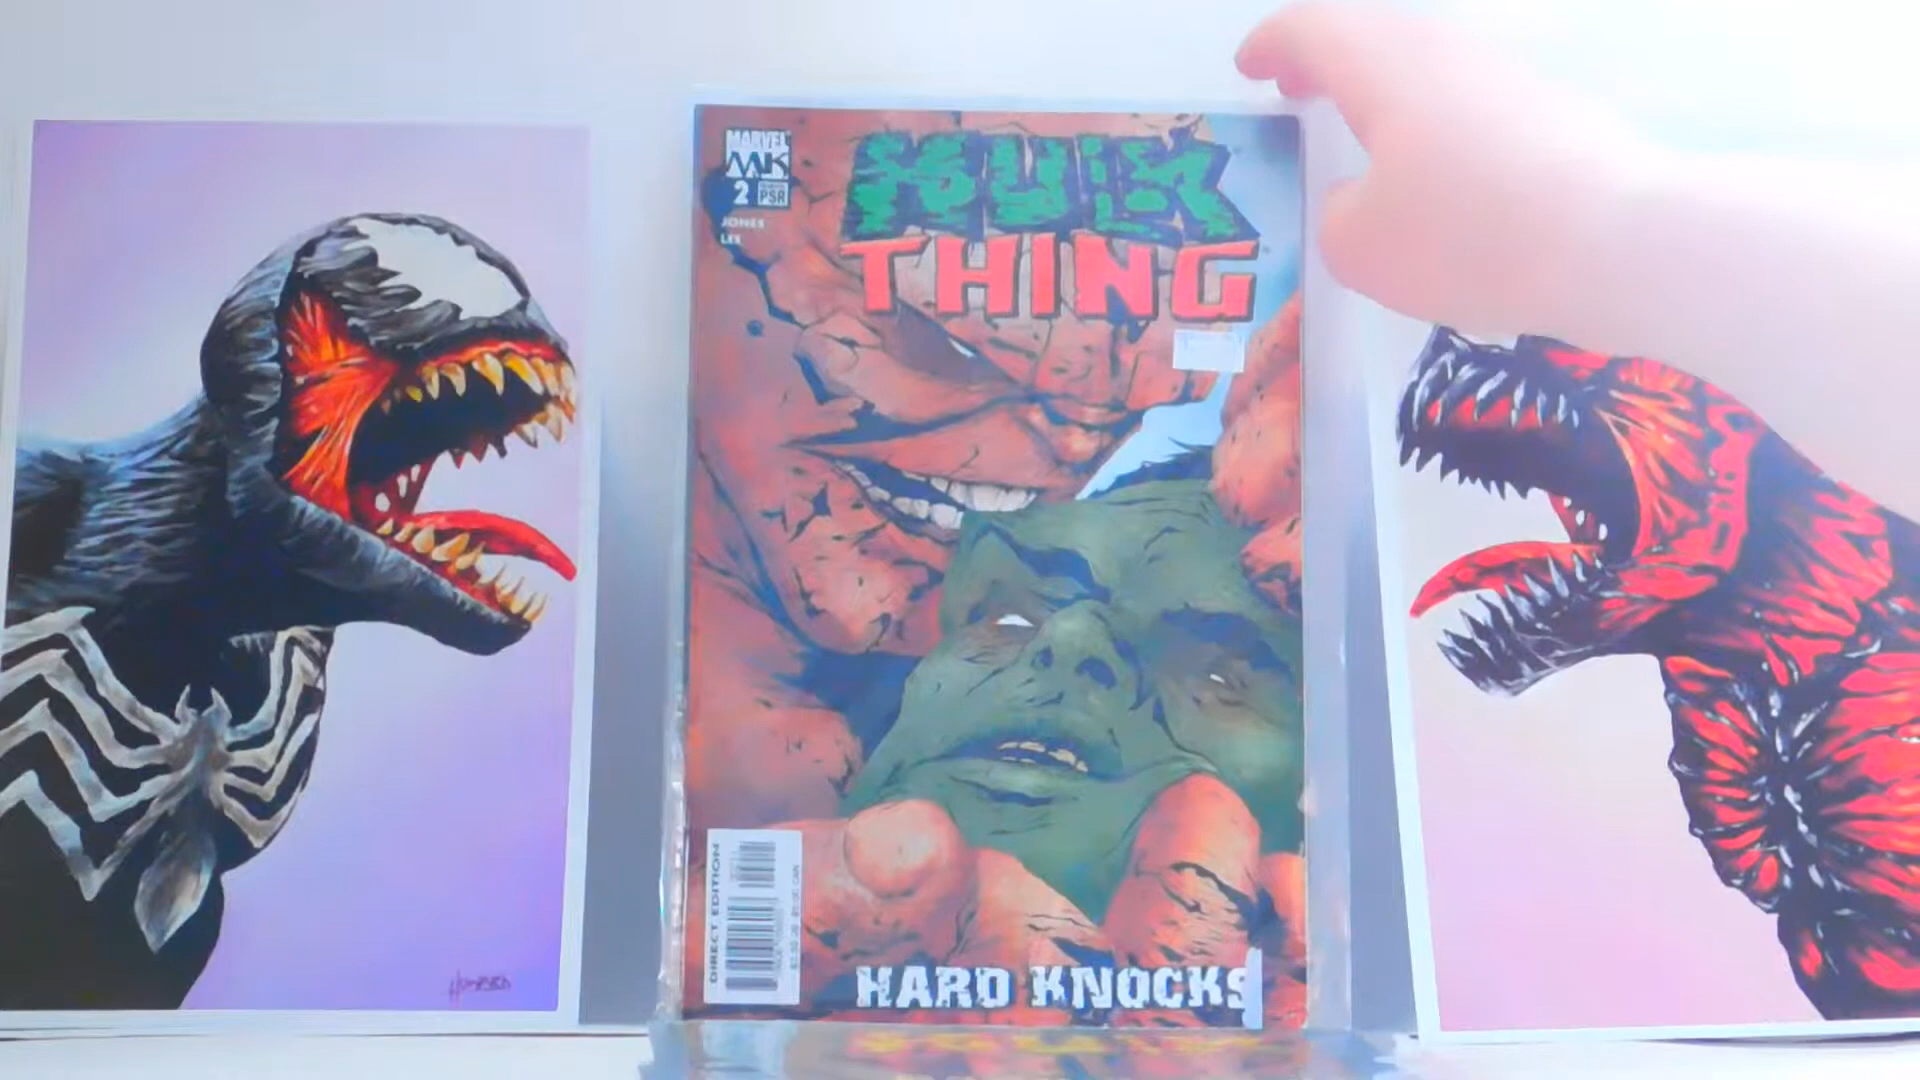 MARVEL
MK
2
PSR
JONES
LEE
HULK
THING
DIRECT EDITION
HARD KNOCKS